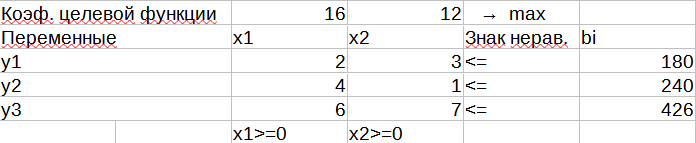 Коэф. целевой функции 16 12 → max
Переменные x1 x2 Знак нерав. bi
y1 2 3 <= 180
y2 4 1 <= 240
y3 6 7 <= 426
x1>=0 x2>=0